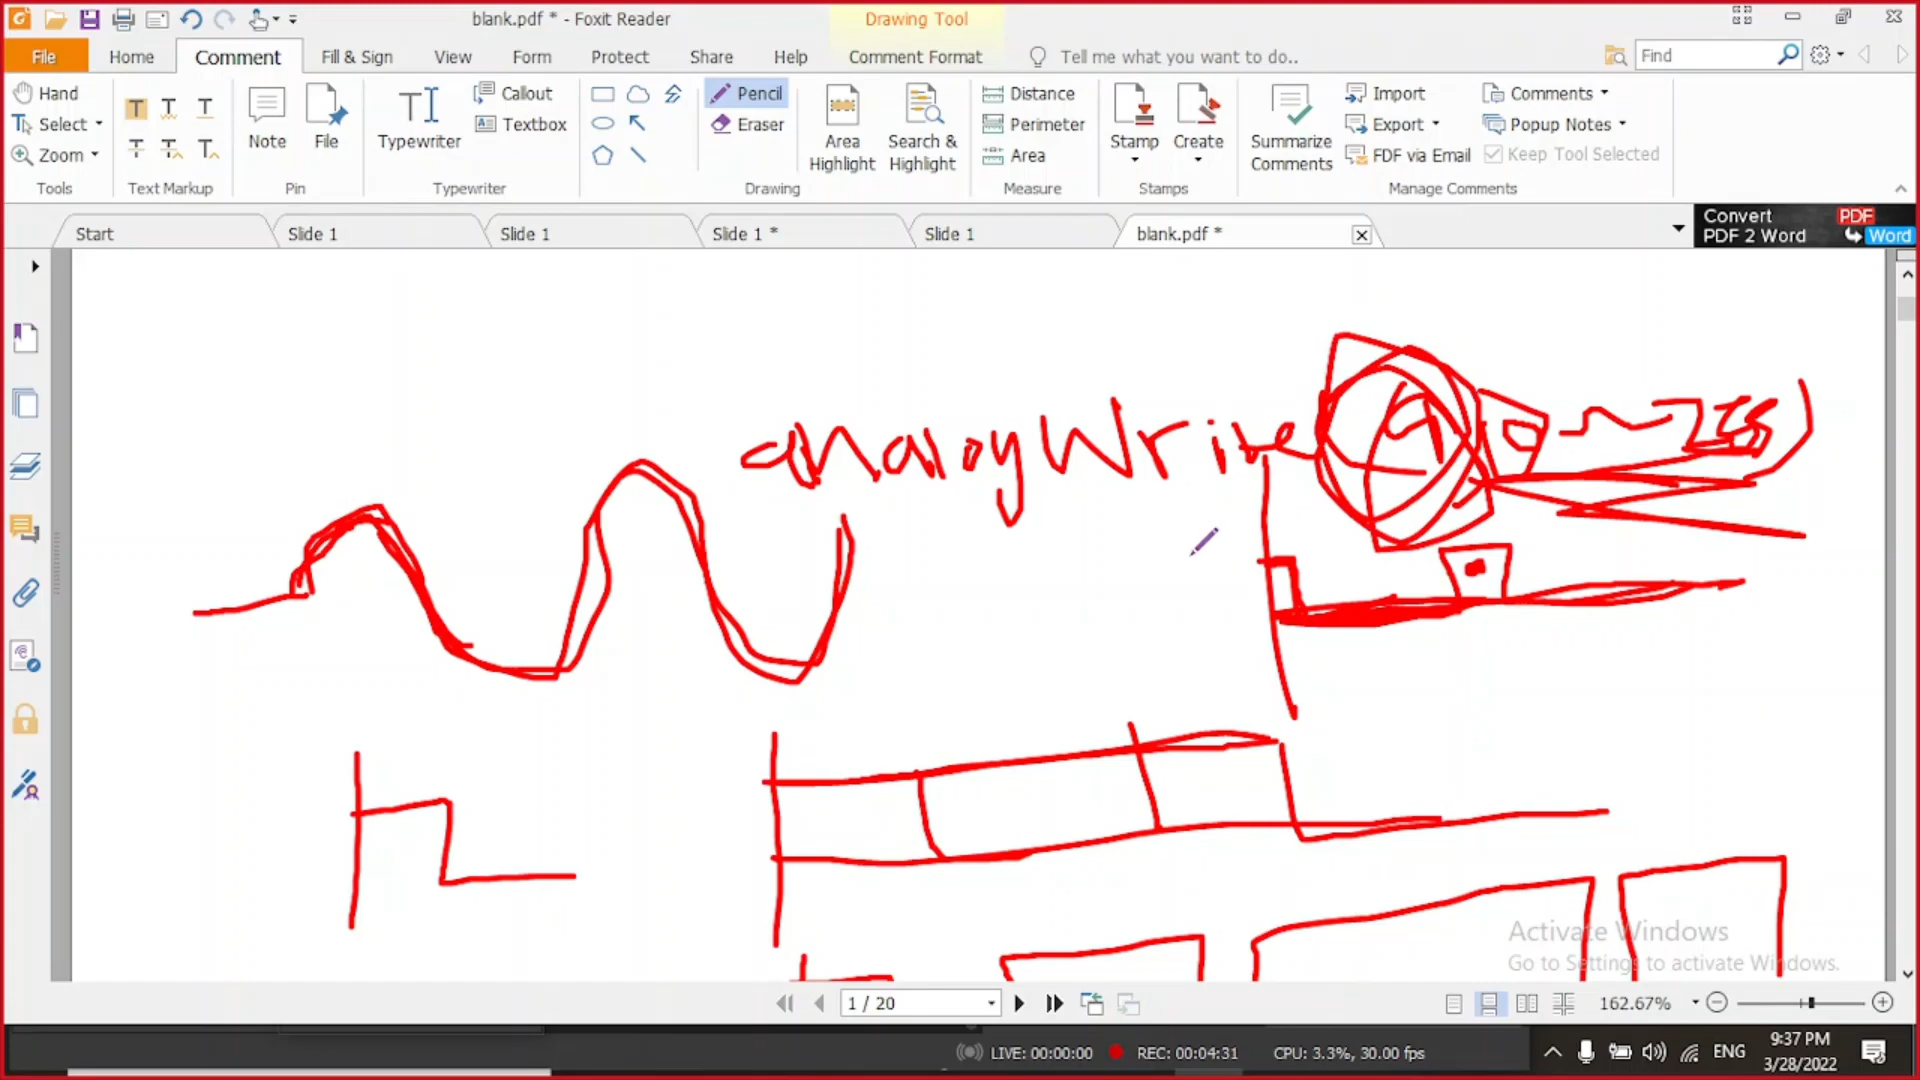 blank.pdf * - Foxit Reader
Drawing Tool
File
Home
Comment
Fill & Sign
View
Form
Protect
Share
Help
Comment Format
Tell me what you want to do..
Find
Hand
Select
Zoom
Tools
Text Markup
Note
File
Pin
Typewriter
Callout
Textbox
Typewriter
Pencil
Eraser
Drawing
Area
Highlight
Search &
Highlight
Distance
Perimeter
Area
Measure
Stamp
Create
Stamps
Summarize
Comments
Import
Export
FDF via Email
Comments
Popup Notes
Keep Tool Selected
Manage Comments
Start
Slide 1
Slide 1
Slide 1 *
Slide 1
blank.pdf *
Convert PDF
PDF 2 Word Word
analogWrite
255)
Activate Windows
Go to Settings to activate Windows.
1 / 20
162.67%
LIVE: 00:00:00
REC: 00:04:31
CPU: 3.3%, 30.00 fps
ENG
9:37 PM
3/28/2022